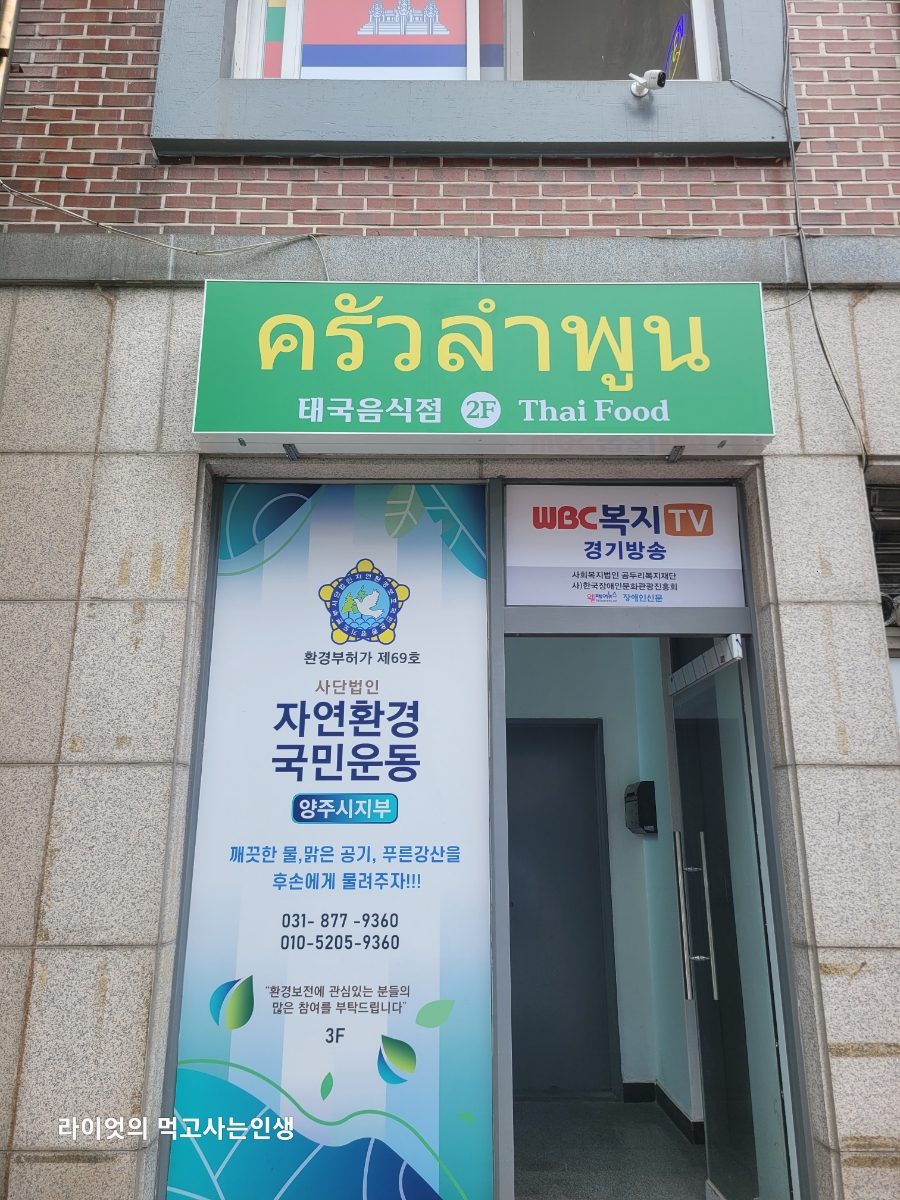 ครัวลำพูน
태국음식점 2F Thai Food
WBC복지TV
경기방송
사회복지법인 곰두리복지재단
사)한국장애인문화관광진흥회
장애인신문
환경부허가 제69호
사단법인
자연환경
국민운동
양주시지부
깨끗한 물,맑은 공기, 푸른강산을
후손에게 물려주자!!!
031- 877 -9360
010-5205-9360
"환경보전에 관심있는 분들의
많은 참여를 부탁드립니다"
3F
라이엇의 먹고사는인생